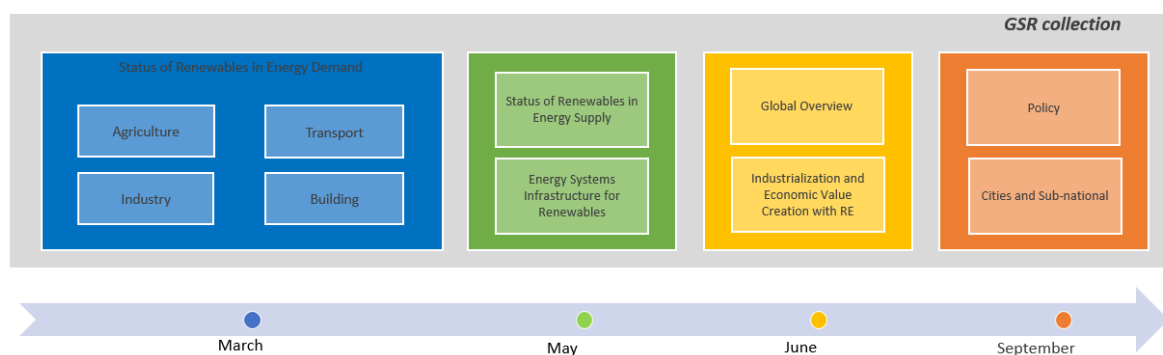 GSR collection
Status of Renewables in Energy Demand
Agriculture
Transport
Industry
Building
Status of Renewables in
Energy Supply
Energy Systems
Infrastructure for
Renewables
Global Overview
Industrialization and
Economic Value
Creation with RE
Policy
Cities and Sub-national
March
May
June
September